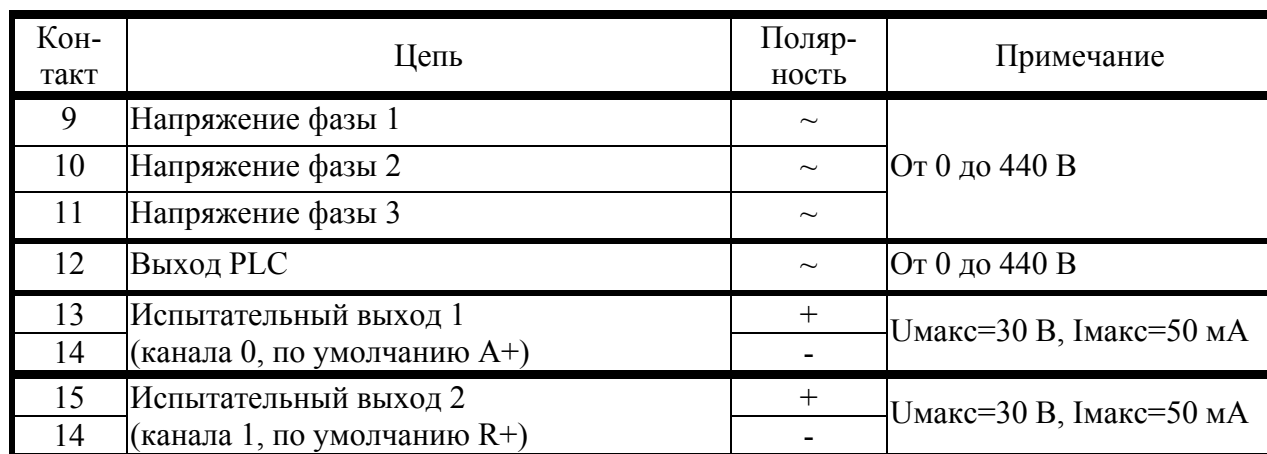 Кон-
такт
Цепь
Поляр-
ность
Примечание
9
Напряжение фазы 1
~
От 0 до 440 В
10
Напряжение фазы 2
~
11
Напряжение фазы 3
~
12
Выход PLC
~
От 0 до 440 В
13
Испытательный выход 1
+
Uмакс=30 В, Iмакс=50 мА
14
(канала 0, по умолчанию A+)
-
15
Испытательный выход 2
+
Uмакс=30 В, Iмакс=50 мА
14
(канала 1, по умолчанию R+)
-